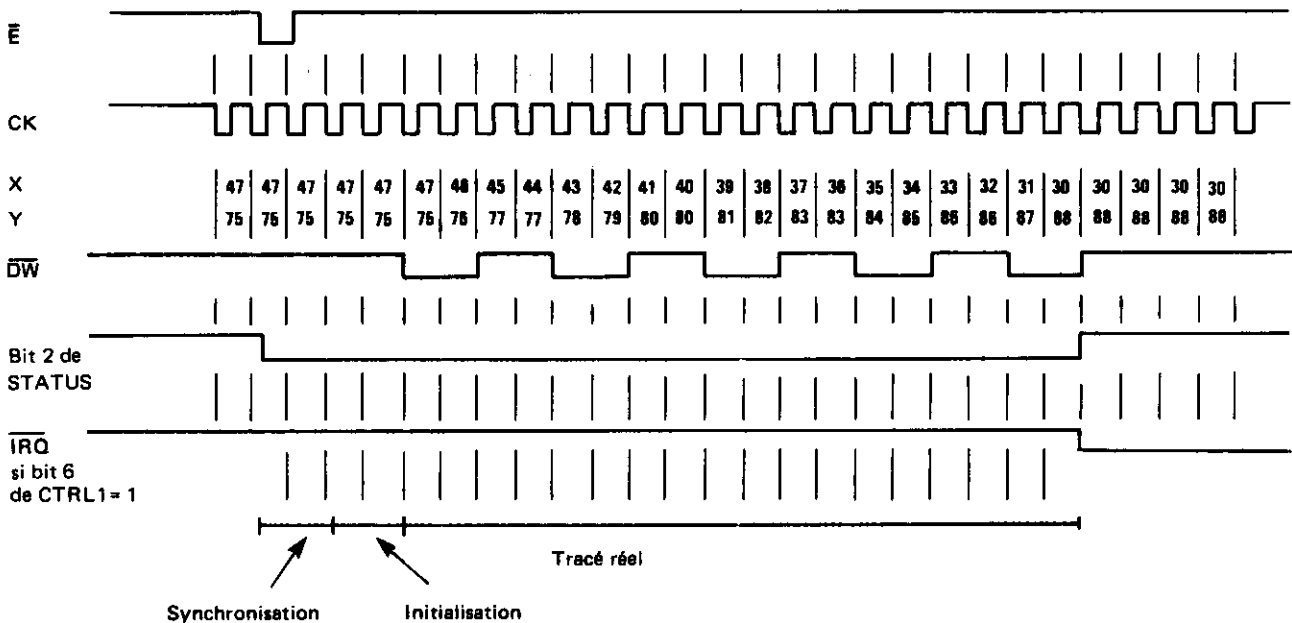 E
CK
X 47 47 47 47 47 47 46 45 44 43 42 41 40 39 38 37 36 35 34 33 32 31 30 30 30 30 30
Y 75 75 75 75 75 75 76 77 77 78 79 80 80 81 82 83 83 84 85 86 86 87 88 88 88 88 88
DW
Bit 2 de
STATUS
IRQ
si bit 6
de CTRL1 = 1
Tracé réel
Synchronisation Initialisation